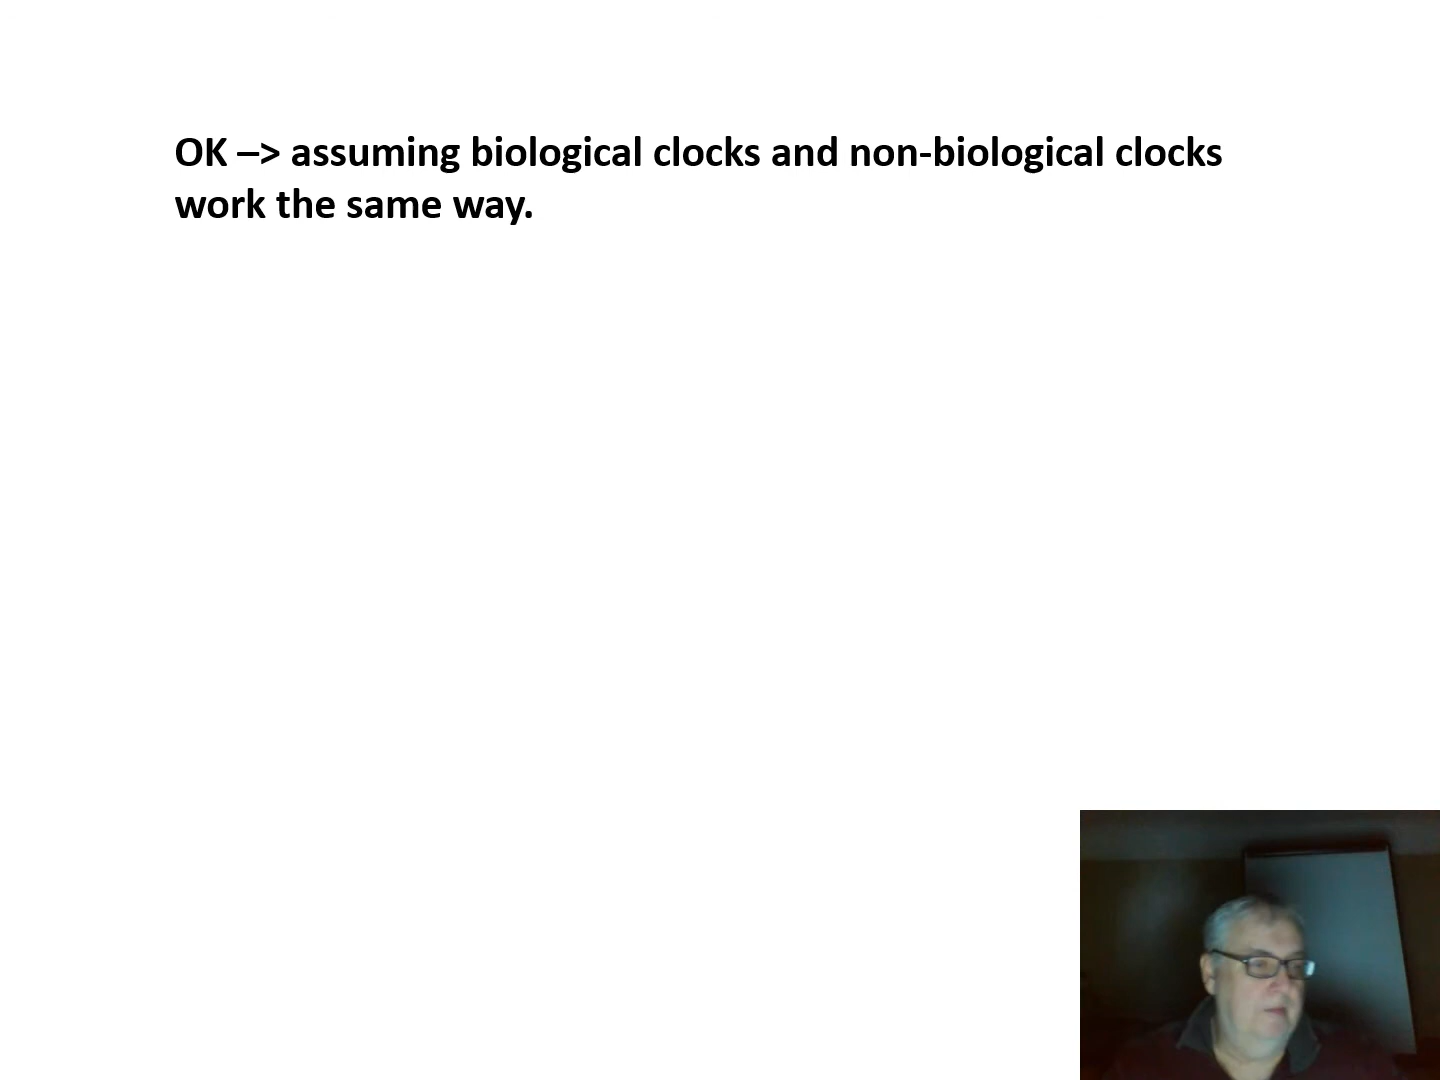 OK –> assuming biological clocks and non-biological clocks
work the same way.